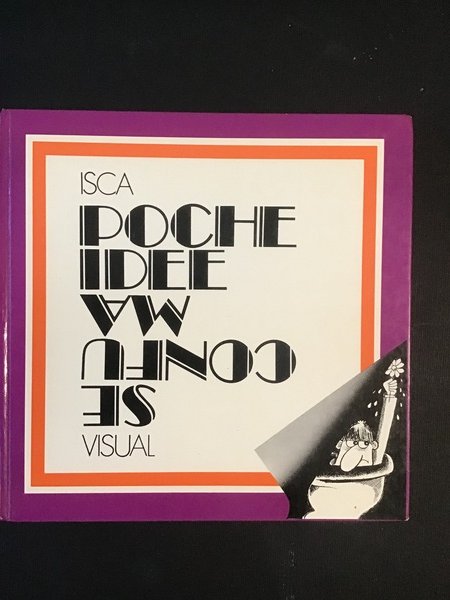 ISCA
POCHE
IDEE
MA
CONFU
SE
VISUAL